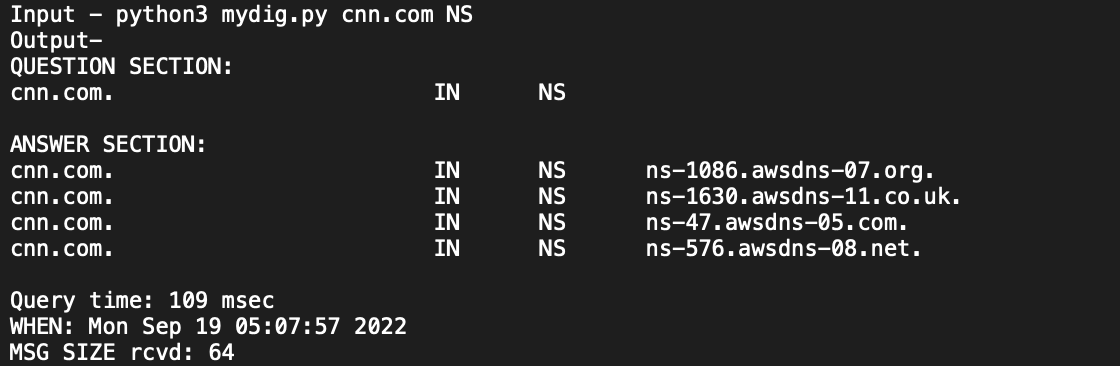 Input - python3 mydig.py cnn.com NS
Output-
QUESTION SECTION:
cnn.com. IN NS
ANSWER SECTION:
cnn.com. IN NS ns-1086.awsdns-07.org.
cnn.com. IN NS ns-1630.awsdns-11.co.uk.
cnn.com. IN NS ns-47.awsdns-05.com.
cnn.com. IN NS ns-576.awsdns-08.net.
Query time: 109 msec
WHEN: Mon Sep 19 05:07:57 2022
MSG SIZE rcvd: 64